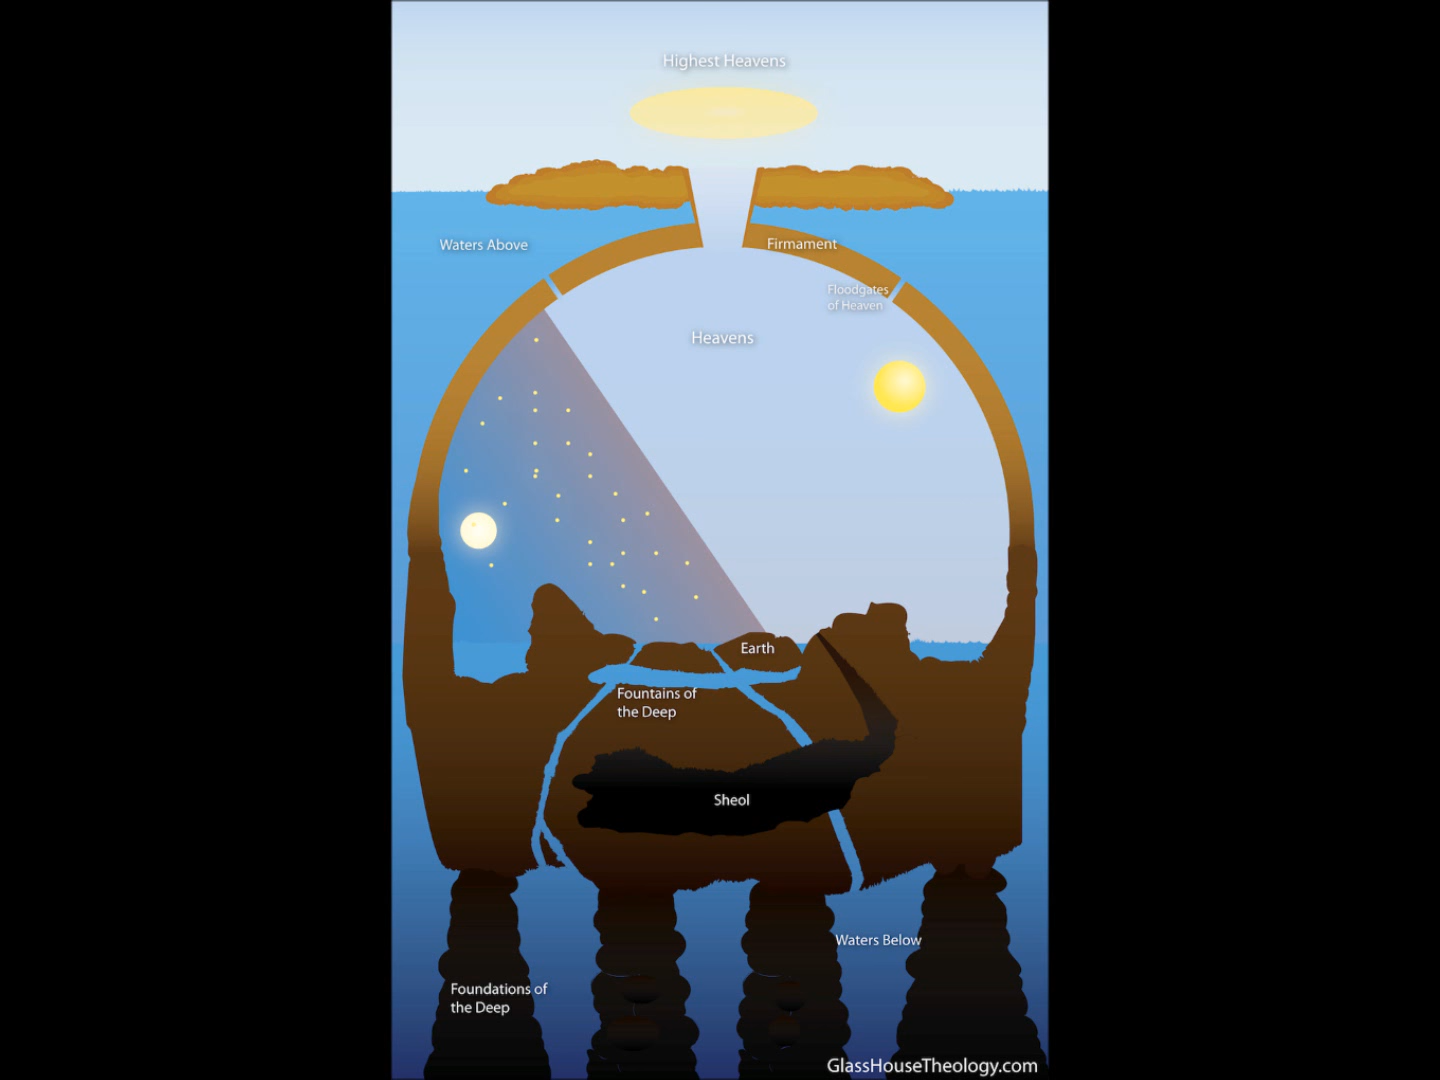 Highest Heavens
Waters Above
Firmament
Floodgates
of Heaven
Heavens
Earth
Fountains of
the Deep
Sheol
Waters Below
Foundations of
the Deep
GlassHouseTheology.com